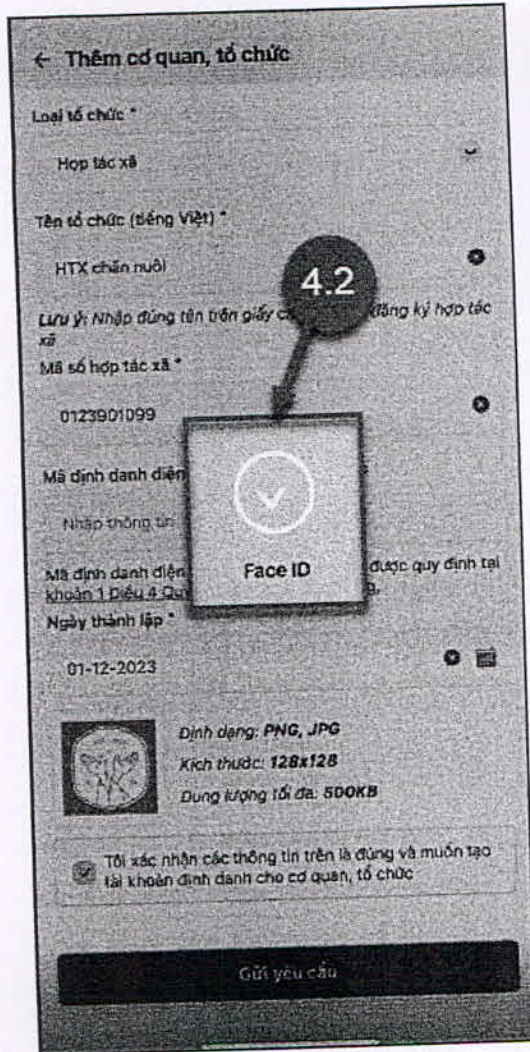 ← Thêm cơ quan, tổ chức
Loại tổ chức *
Hợp tác xã
Tên tổ chức (tiếng Việt) *
HTX chăn nuôi
4.2
Lưu ý: Nhập đúng tên trên giấy đăng ký hợp tác
xã
Mã số hợp tác xã *
0123901099
Mã định danh điện
Nhập thông tin
Mã định danh điện được quy định tại
khoản 1 Điều 4
Face ID
Ngày thành lập *
01-12-2023
Định dạng: PNG, JPG
Kích thước: 128x128
Dung lượng tối đa: 500KB
Tôi xác nhận các thông tin trên là đúng và muốn tạo
tài khoản định danh cho cơ quan, tổ chức
Gửi yêu cầu